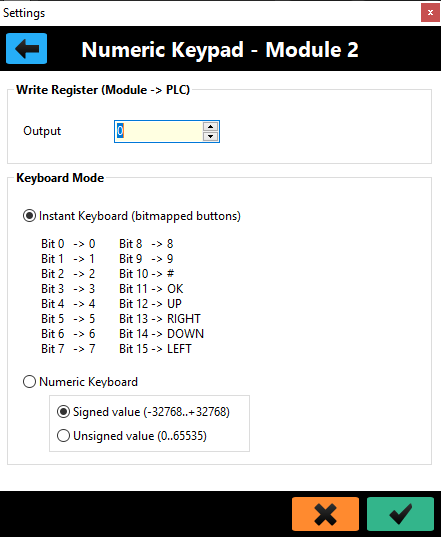 Settings
Numeric Keypad - Module 2
Write Register (Module -> PLC)
Output 0
Keyboard Mode
Instant Keyboard (bitmapped buttons)
Bit 0 -> 0 Bit 8 -> 8
Bit 1 -> 1 Bit 9 -> 9
Bit 2 -> 2 Bit 10 -> #
Bit 3 -> 3 Bit 11 -> OK
Bit 4 -> 4 Bit 12 -> UP
Bit 5 -> 5 Bit 13 -> RIGHT
Bit 6 -> 6 Bit 14 -> DOWN
Bit 7 -> 7 Bit 15 -> LEFT
Numeric Keyboard
Signed value (-32768..+32768)
Unsigned value (0..65535)